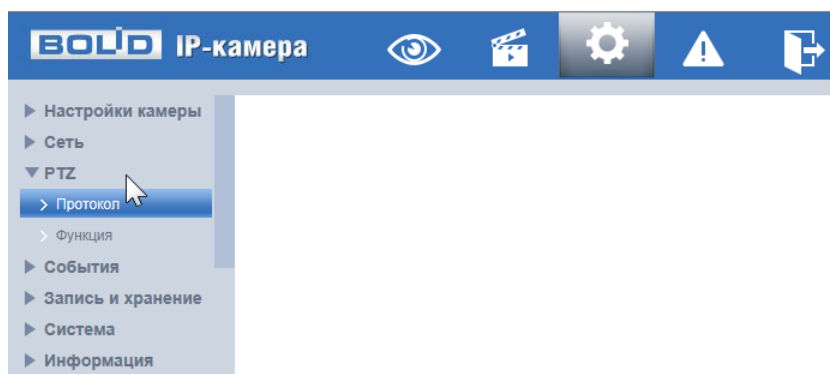 BOLID IP-камера
Настройки камеры
Сеть
PTZ
Протокол
Функция
События
Запись и хранение
Система
Информация